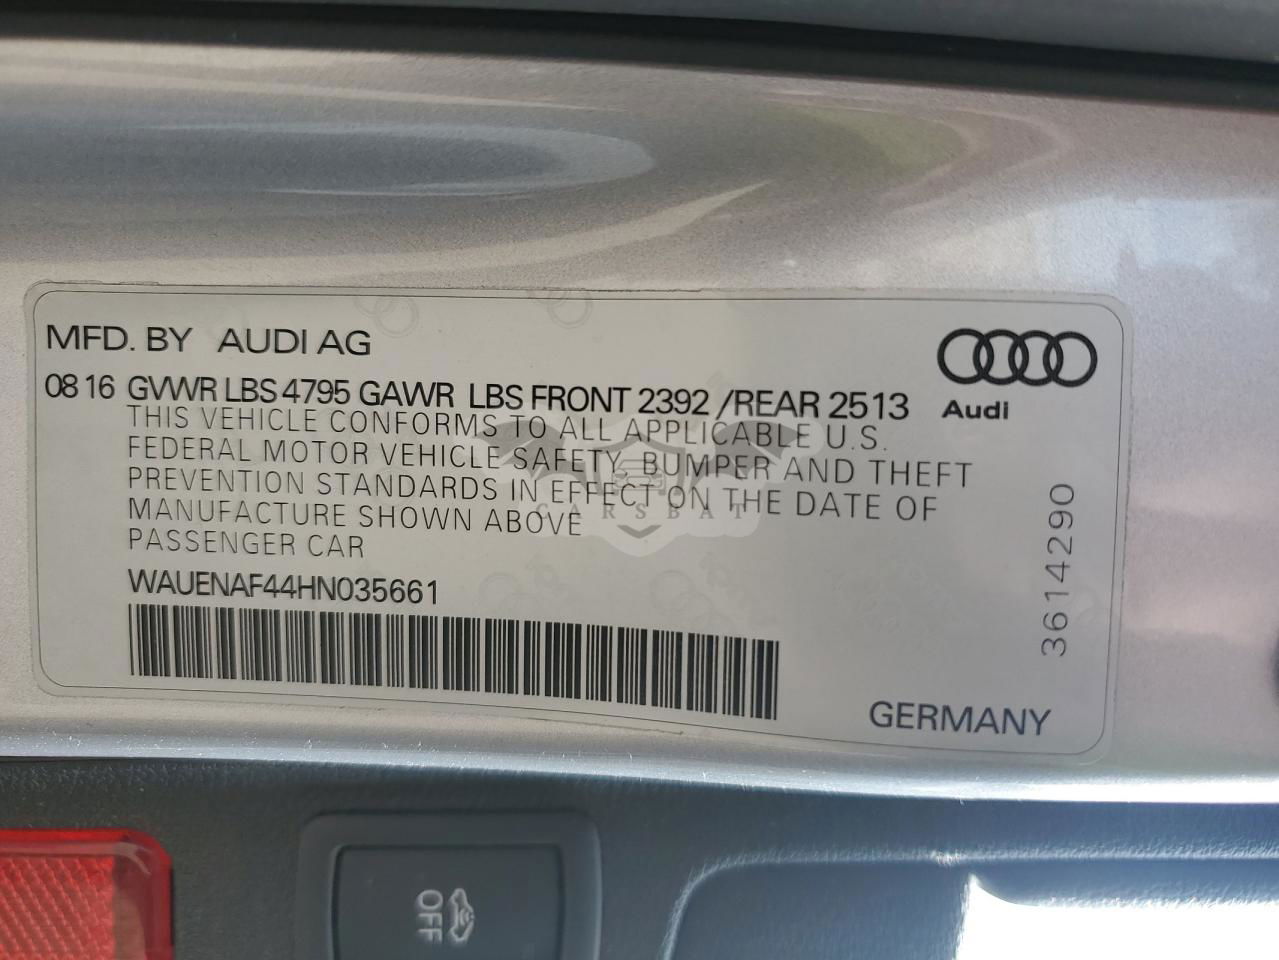 MFD. BY AUDI AG
Audi
08 16 GVWR LBS 4795 GAWR LBS FRONT 2392 /REAR 2513
THIS VEHICLE CONFORMS TO ALL APPLICABLE U.S.
FEDERAL MOTOR VEHICLE SAFETY, BUMPER AND THEFT
PREVENTION STANDARDS IN EFFECT ON THE DATE OF
MANUFACTURE SHOWN ABOVE
PASSENGER CAR
CARSBAT
WAUENAF44HN035661
3614290
GERMANY
OFF